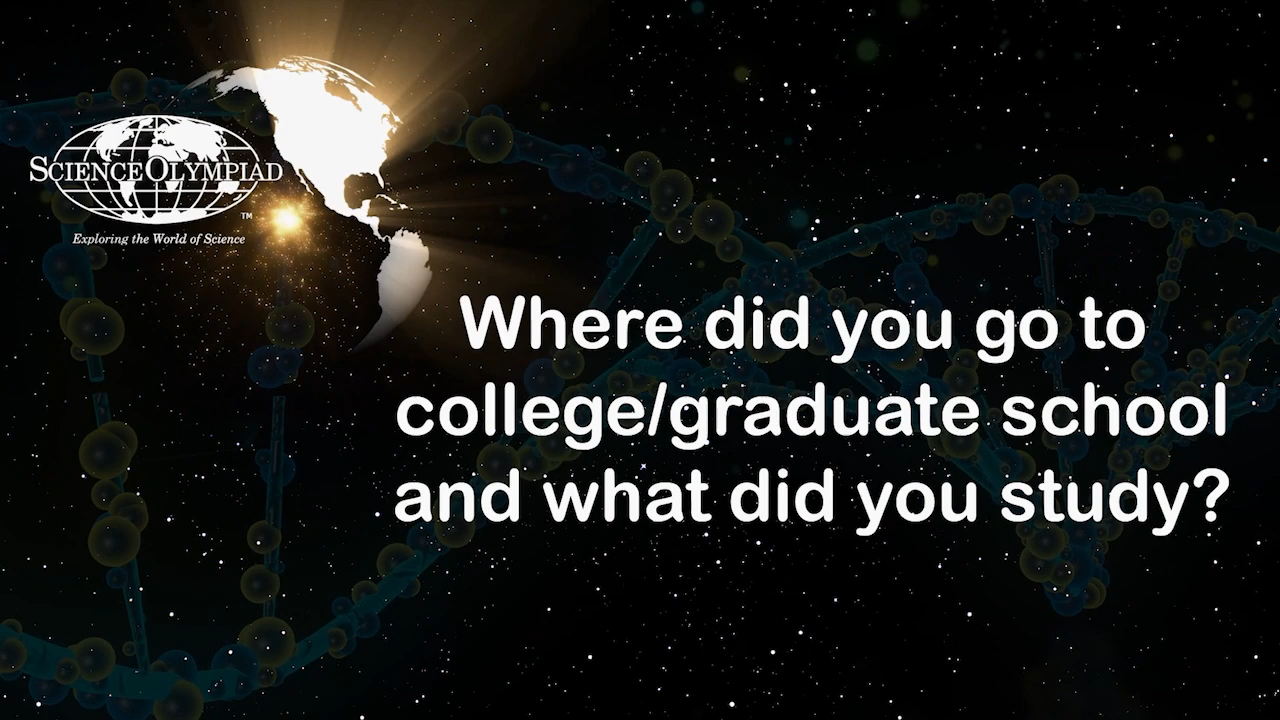 SCIENCE OLYMPIAD
TM
Exploring the World of Science
Where did you go to
college/graduate school
and what did you study?